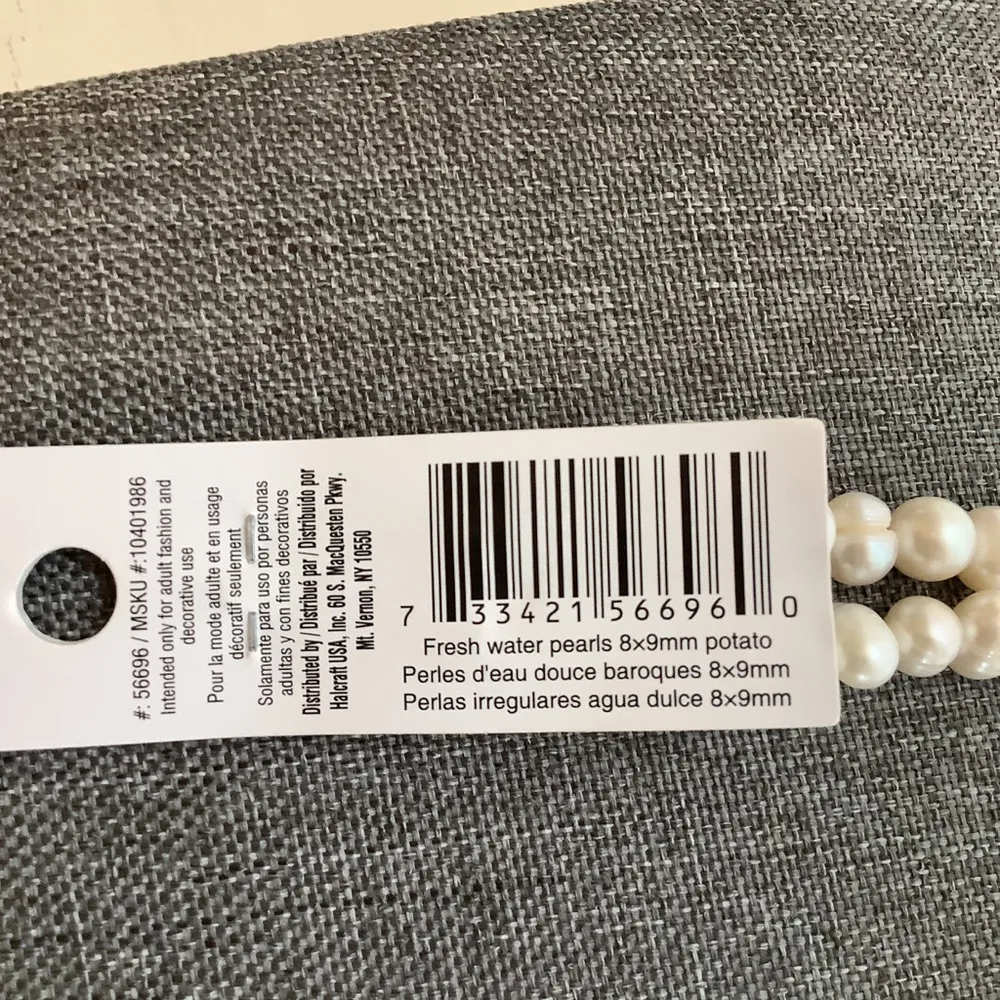 #: 56696 / MSKU #:10401986
Intended only for adult fashion and
decorative use
Pour la mode adulte et en usage
décoratif seulement
Solamente para uso por personas
adultas y con fines decorativos
Distributed by / Distribué par / Distribuido por
Halcraft USA, Inc. 60 S. MacQuesten Pkwy.
Mt. Vernon, NY 10550
7 33421 56696 0
Fresh water pearls 8×9mm potato
Perles d'eau douce baroques 8×9mm
Perlas irregulares agua dulce 8×9mm